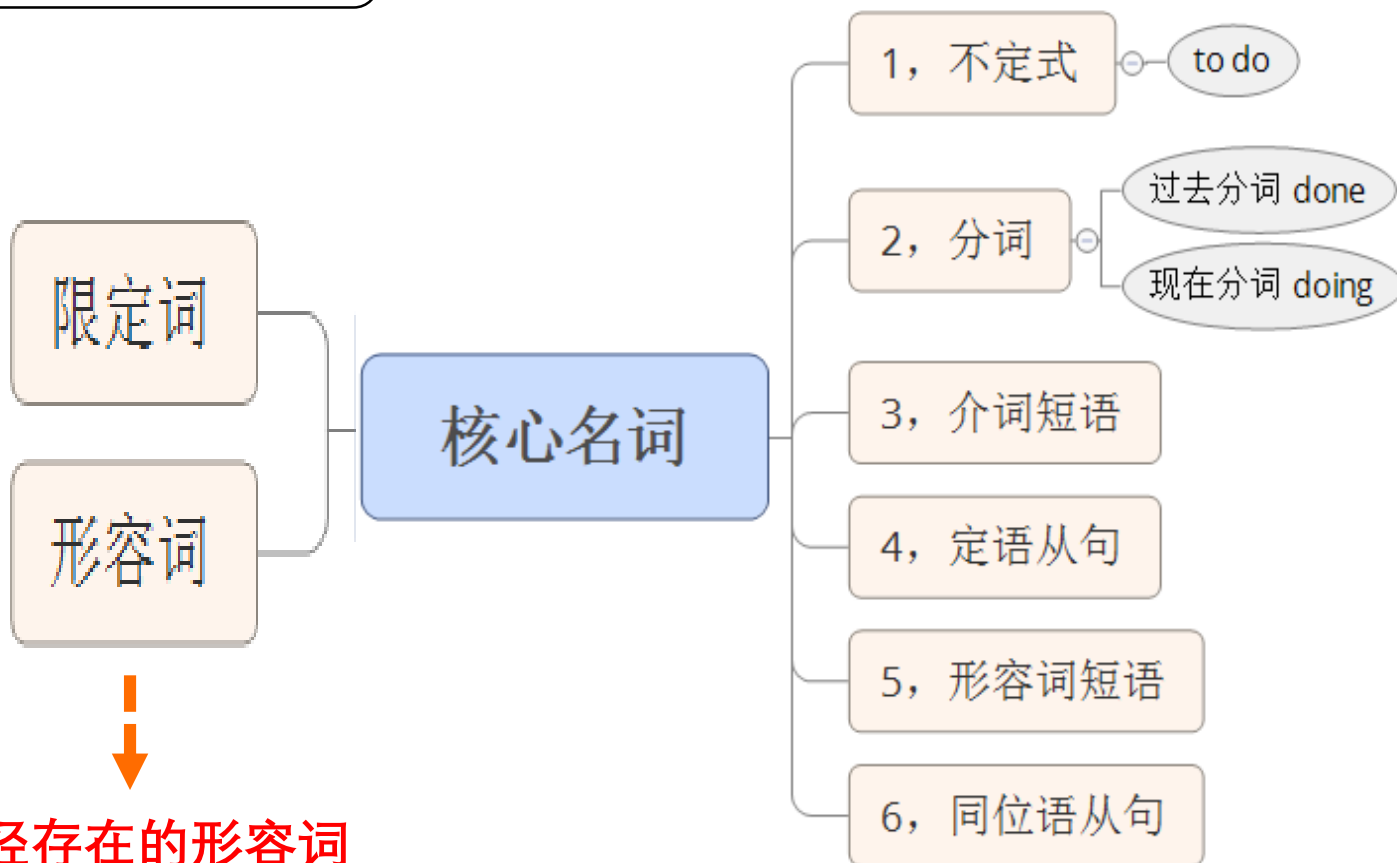 限定词
形容词
径存在的形容词
核心名词
1，不定式
to do
2，分词
过去分词 done
现在分词 doing
3，介词短语
4，定语从句
5，形容词短语
6，同位语从句